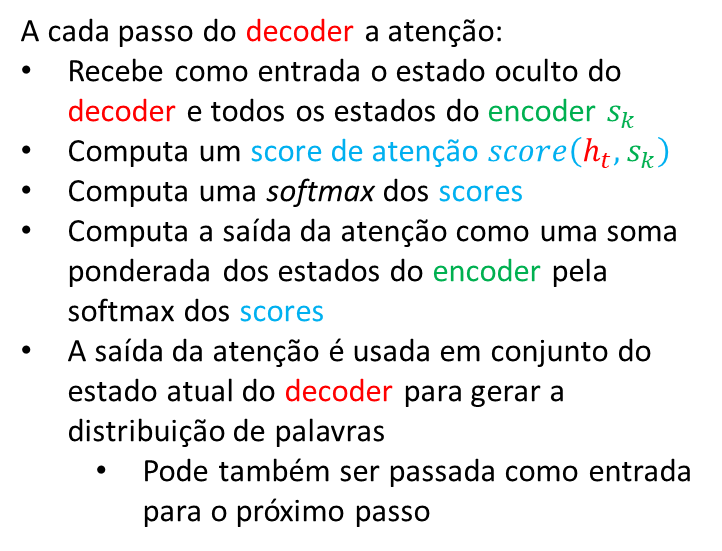 A cada passo do decoder a atenção:
• Recebe como entrada o estado oculto do
decoder e todos os estados do encoder sₖ
• Computa um score de atenção score(hₜ, sₖ)
• Computa uma softmax dos scores
• Computa a saída da atenção como uma soma
ponderada dos estados do encoder pela
softmax dos scores
• A saída da atenção é usada em conjunto do
estado atual do decoder para gerar a
distribuição de palavras
• Pode também ser passada como entrada
para o próximo passo